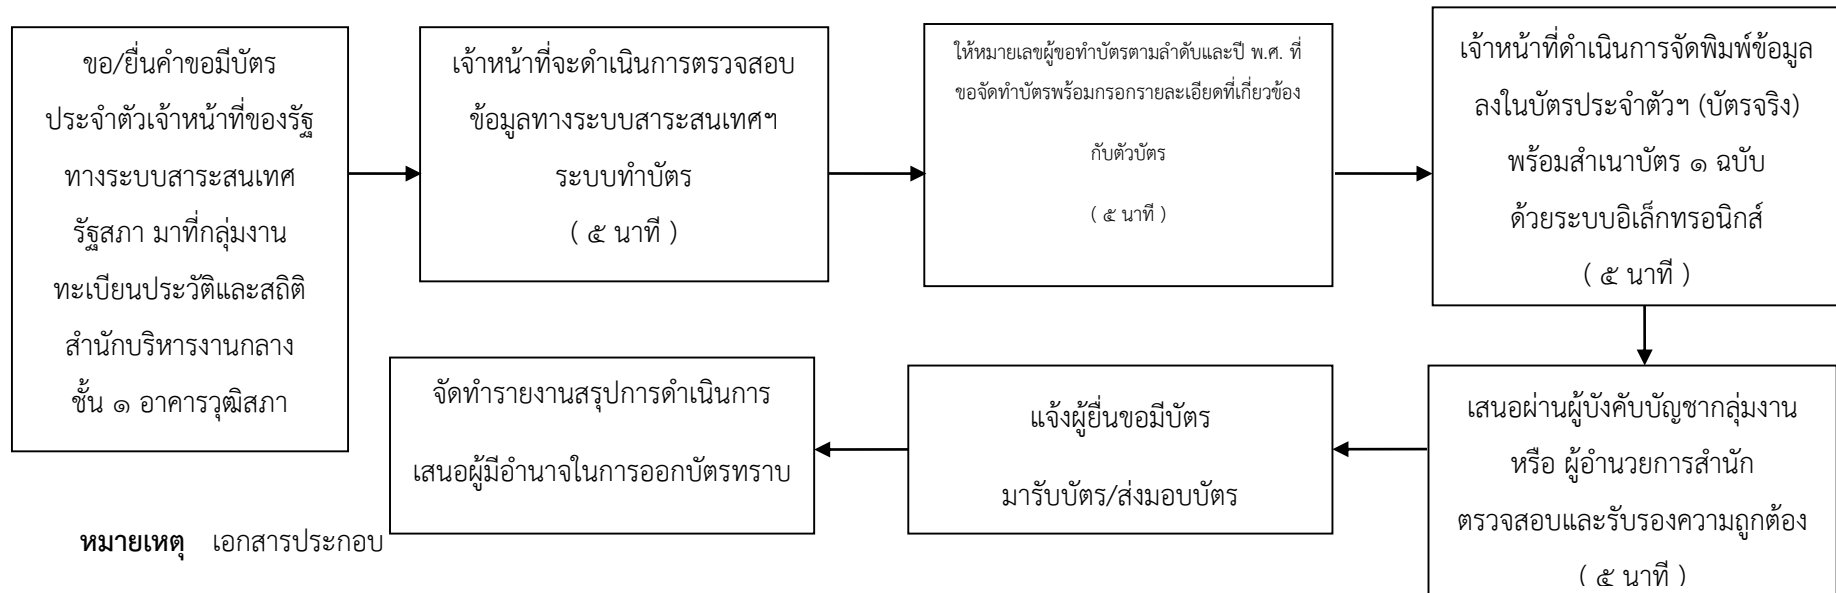 ขอ/ยื่นคำขอมีบัตร
ประจำตัวเจ้าหน้าที่ของรัฐ
ทางระบบสาระสนเทศ
รัฐสภา มาที่กลุ่มงาน
ทะเบียนประวัติและสถิติ
สำนักบริหารงานกลาง
ชั้น ๑ อาคารวุฒิสภา
เจ้าหน้าที่จะดำเนินการตรวจสอบ
ข้อมูลทางระบบสาระสนเทศฯ
ระบบทำบัตร
( ๕ นาที )
ให้หมายเลขผู้ขอทำบัตรตามลำดับและปี พ.ศ. ที่
ขอจัดทำบัตรพร้อมกรอกรายละเอียดที่เกี่ยวข้อง
กับตัวบัตร
( ๕ นาที )
เจ้าหน้าที่ดำเนินการจัดพิมพ์ข้อมูล
ลงในบัตรประจำตัวฯ (บัตรจริง)
พร้อมสำเนาบัตร ๑ ฉบับ
ด้วยระบบอิเล็กทรอนิกส์
( ๕ นาที )
เสนอผ่านผู้บังคับบัญชากลุ่มงาน
หรือ ผู้อำนวยการสำนัก
ตรวจสอบและรับรองความถูกต้อง
( ๕ นาที )
แจ้งผู้ยื่นขอมีบัตร
มารับบัตร/ส่งมอบบัตร
จัดทำรายงานสรุปการดำเนินการ
เสนอผู้มีอำนาจในการออกบัตรทราบ
หมายเหตุ เอกสารประกอบ